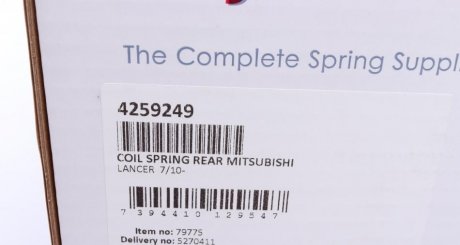 The Complete Spring Suppli
4259249
COIL SPRING REAR MITSUBISHI
LANCER 7/10-
7 394410 129547
Item no: 79775
Delivery no: 5270411